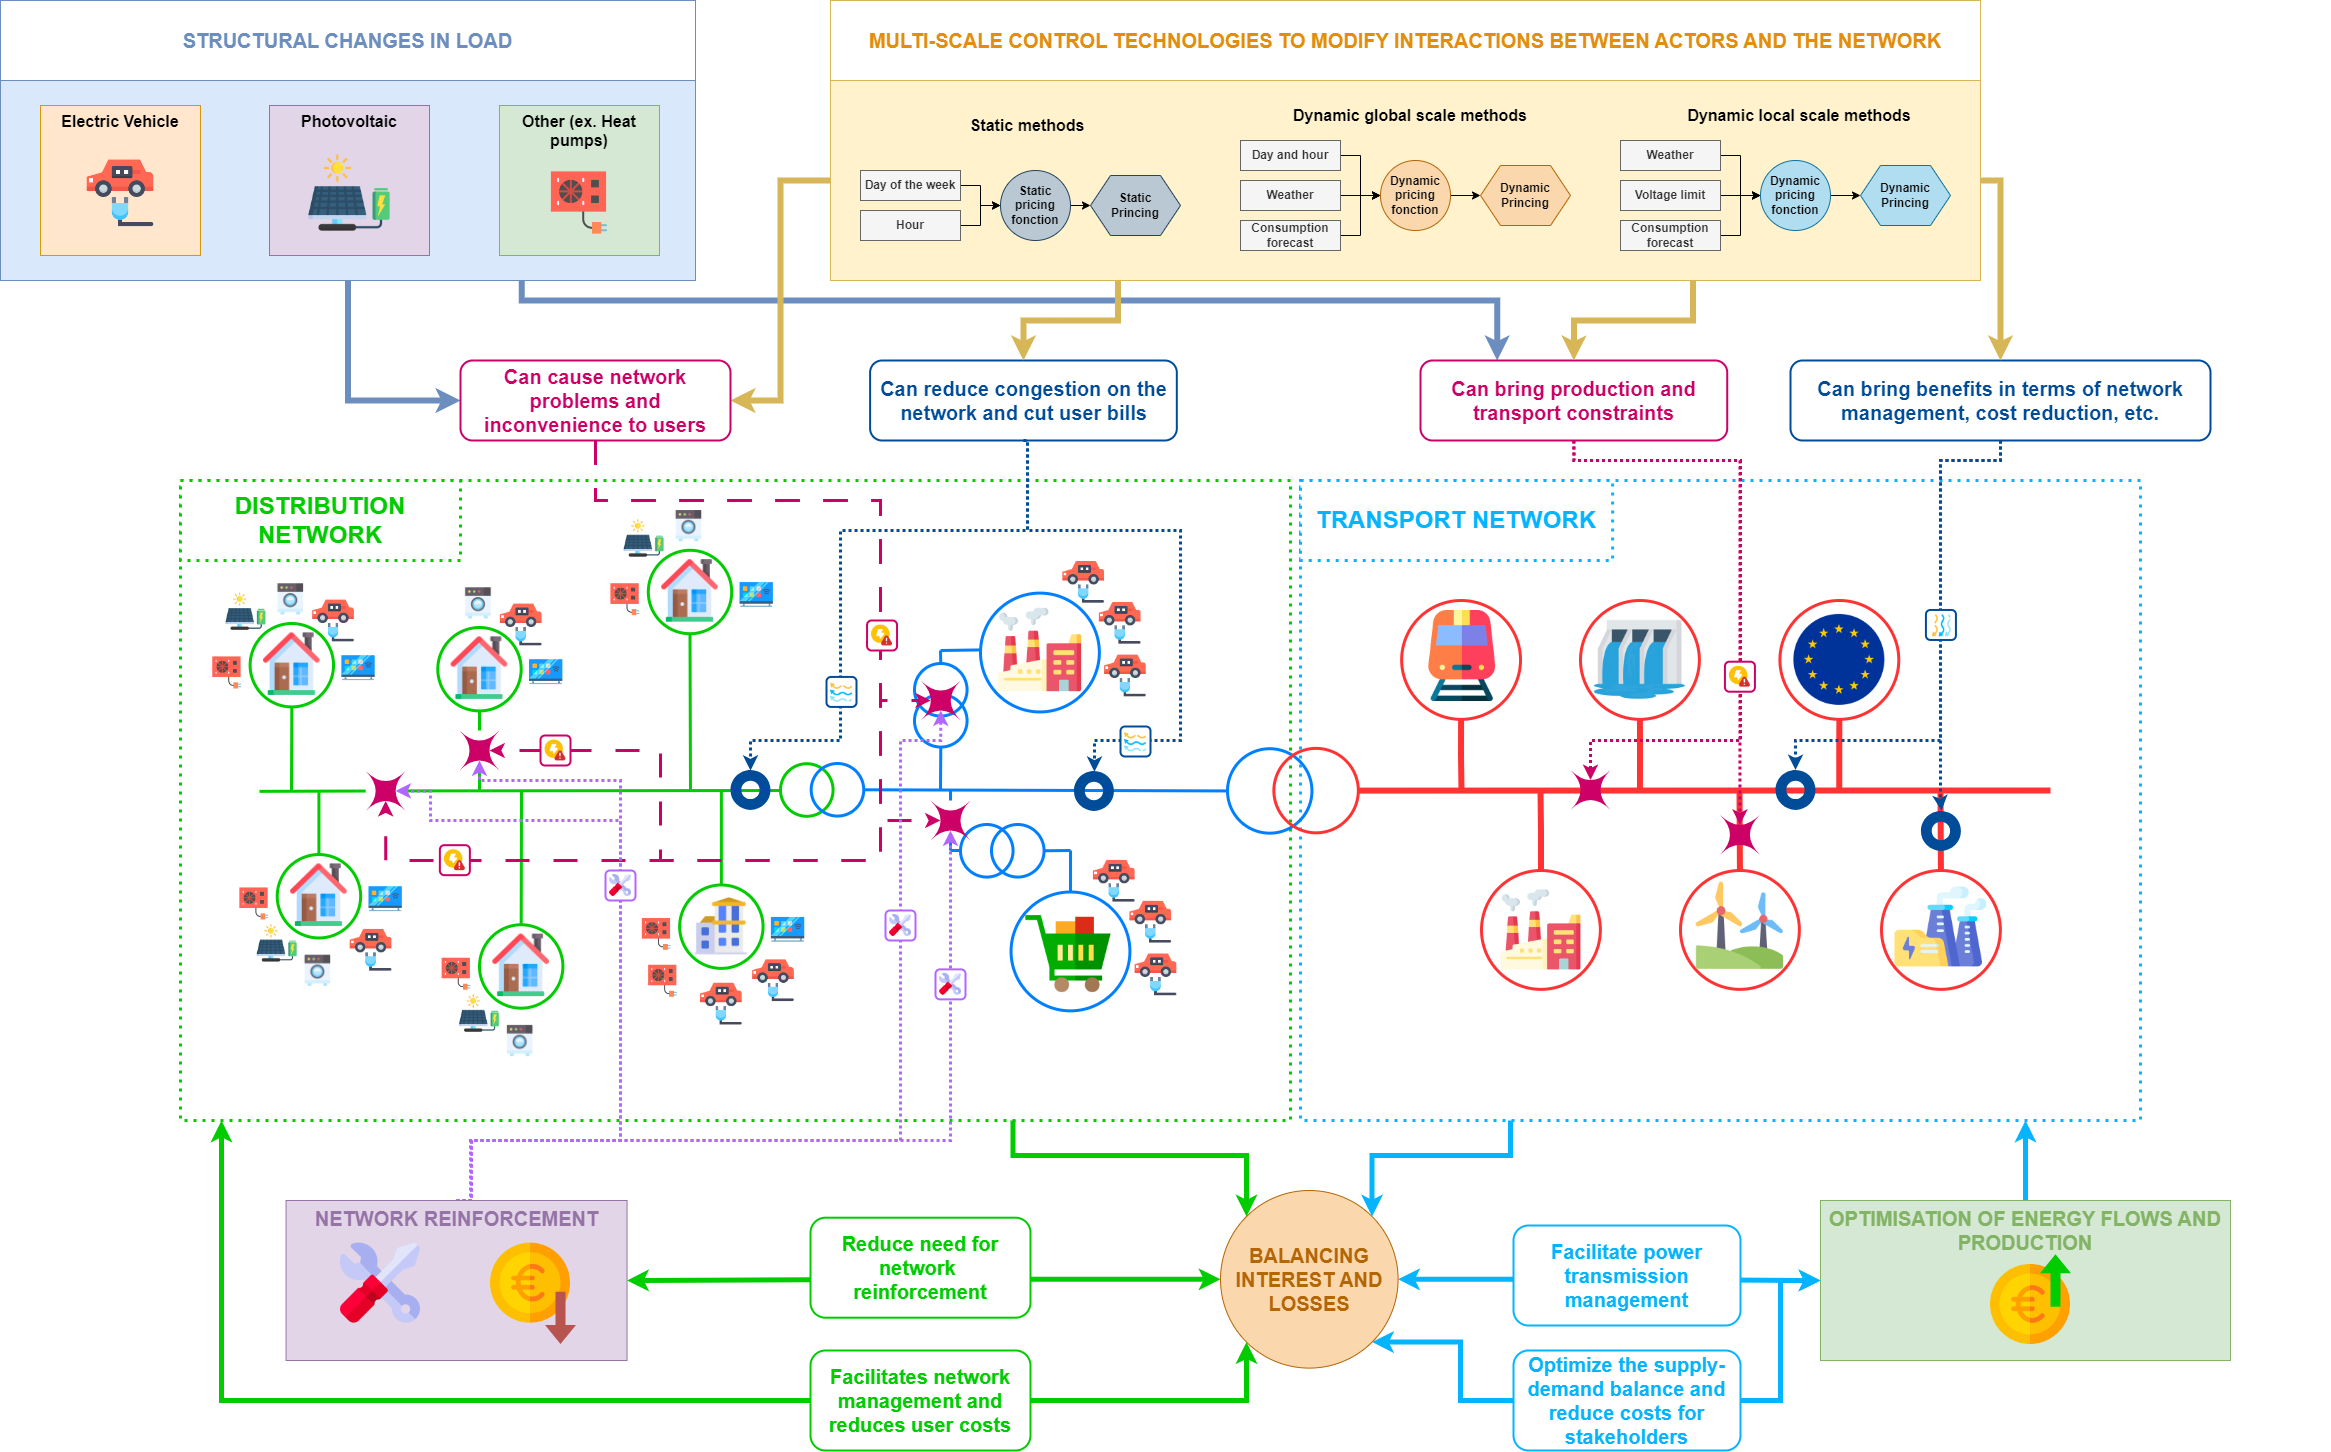 STRUCTURAL CHANGES IN LOAD
MULTI-SCALE CONTROL TECHNOLOGIES TO MODIFY INTERACTIONS BETWEEN ACTORS AND THE NETWORK
Electric Vehicle
Photovoltaic
Other (ex. Heat
pumps)
Static methods
Day of the week
Hour
Static
pricing
fonction
Static
Princing
Dynamic global scale methods
Day and hour
Weather
Consumption
forecast
Dynamic
pricing
fonction
Dynamic
Princing
Dynamic local scale methods
Weather
Voltage limit
Consumption
forecast
Dynamic
pricing
fonction
Dynamic
Princing
Can cause network
problems and
inconvenience to users
Can reduce congestion on the
network and cut user bills
Can bring production and
transport constraints
Can bring benefits in terms of network
management, cost reduction, etc.
DISTRIBUTION
NETWORK
TRANSPORT NETWORK
NETWORK REINFORCEMENT
Reduce need for
network
reinforcement
Facilitates network
management and
reduces user costs
BALANCING
INTEREST AND
LOSSES
Facilitate power
transmission
management
Optimize the supply-
demand balance and
reduce costs for
stakeholders
OPTIMISATION OF ENERGY FLOWS AND
PRODUCTION